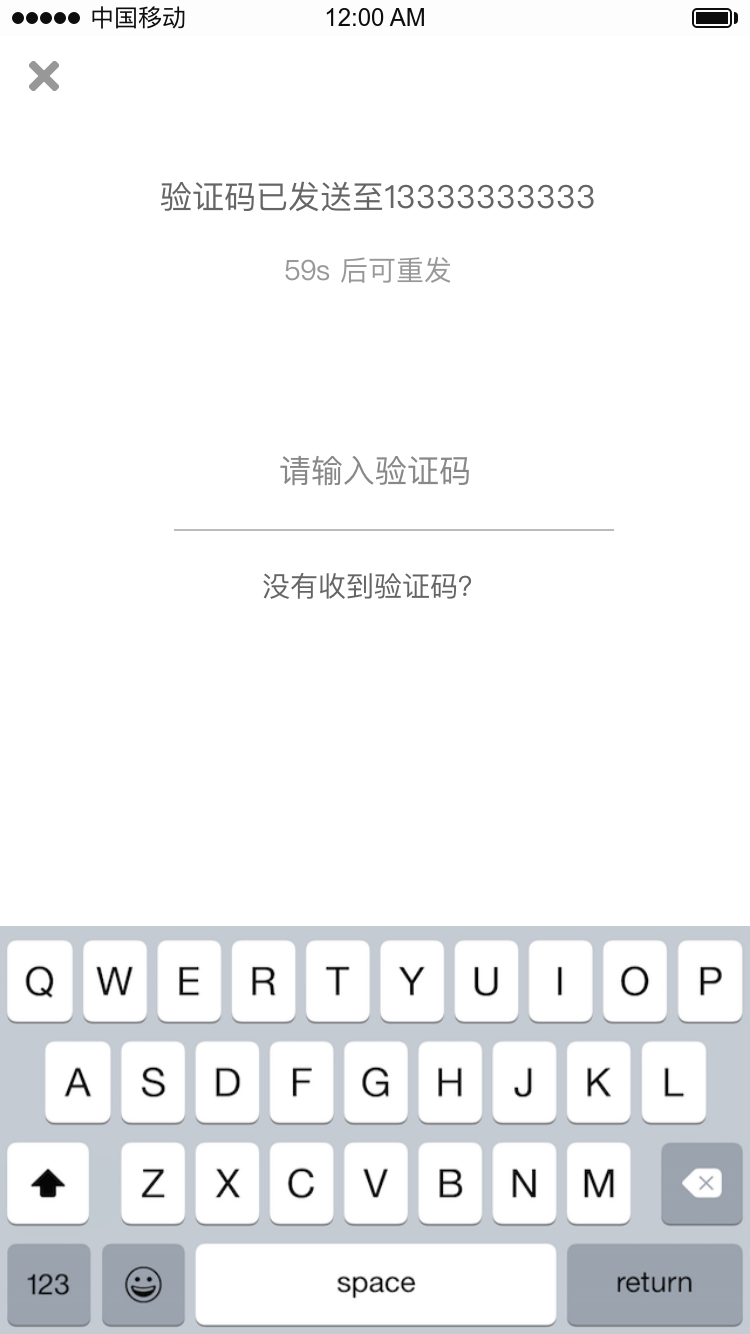 中国移动 12:00 AM
验证码已发送至13333333333
59s 后可重发
请输入验证码
没有收到验证码?
Q W E R T Y U I O P
A S D F G H J K L
Z X C V B N M
123 space return